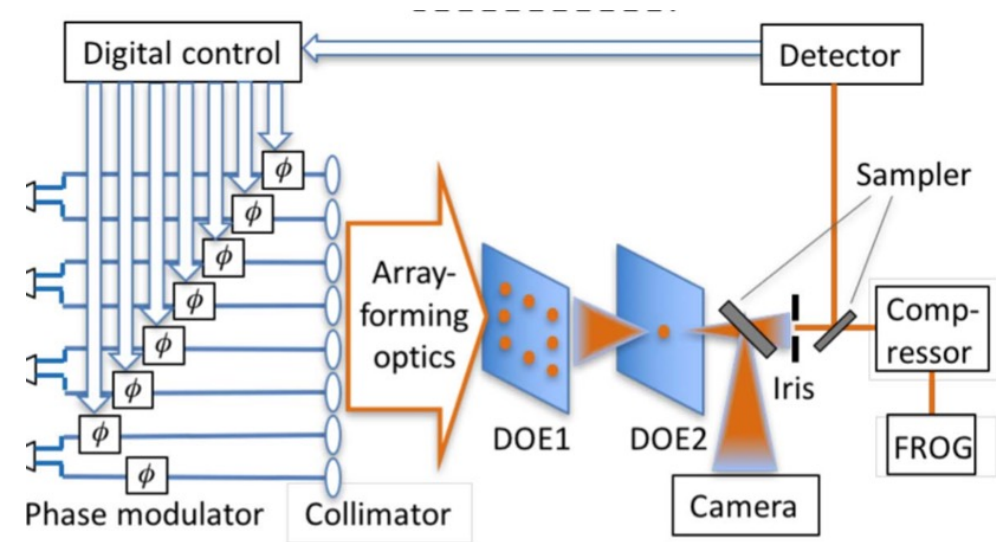 Digital control
Detector
ϕ
ϕ
ϕ
ϕ
ϕ
ϕ
ϕ
ϕ
Sampler
Array-
forming
optics
Comp-
ressor
Iris
DOE1
DOE2
FROG
Camera
Phase modulator
Collimator